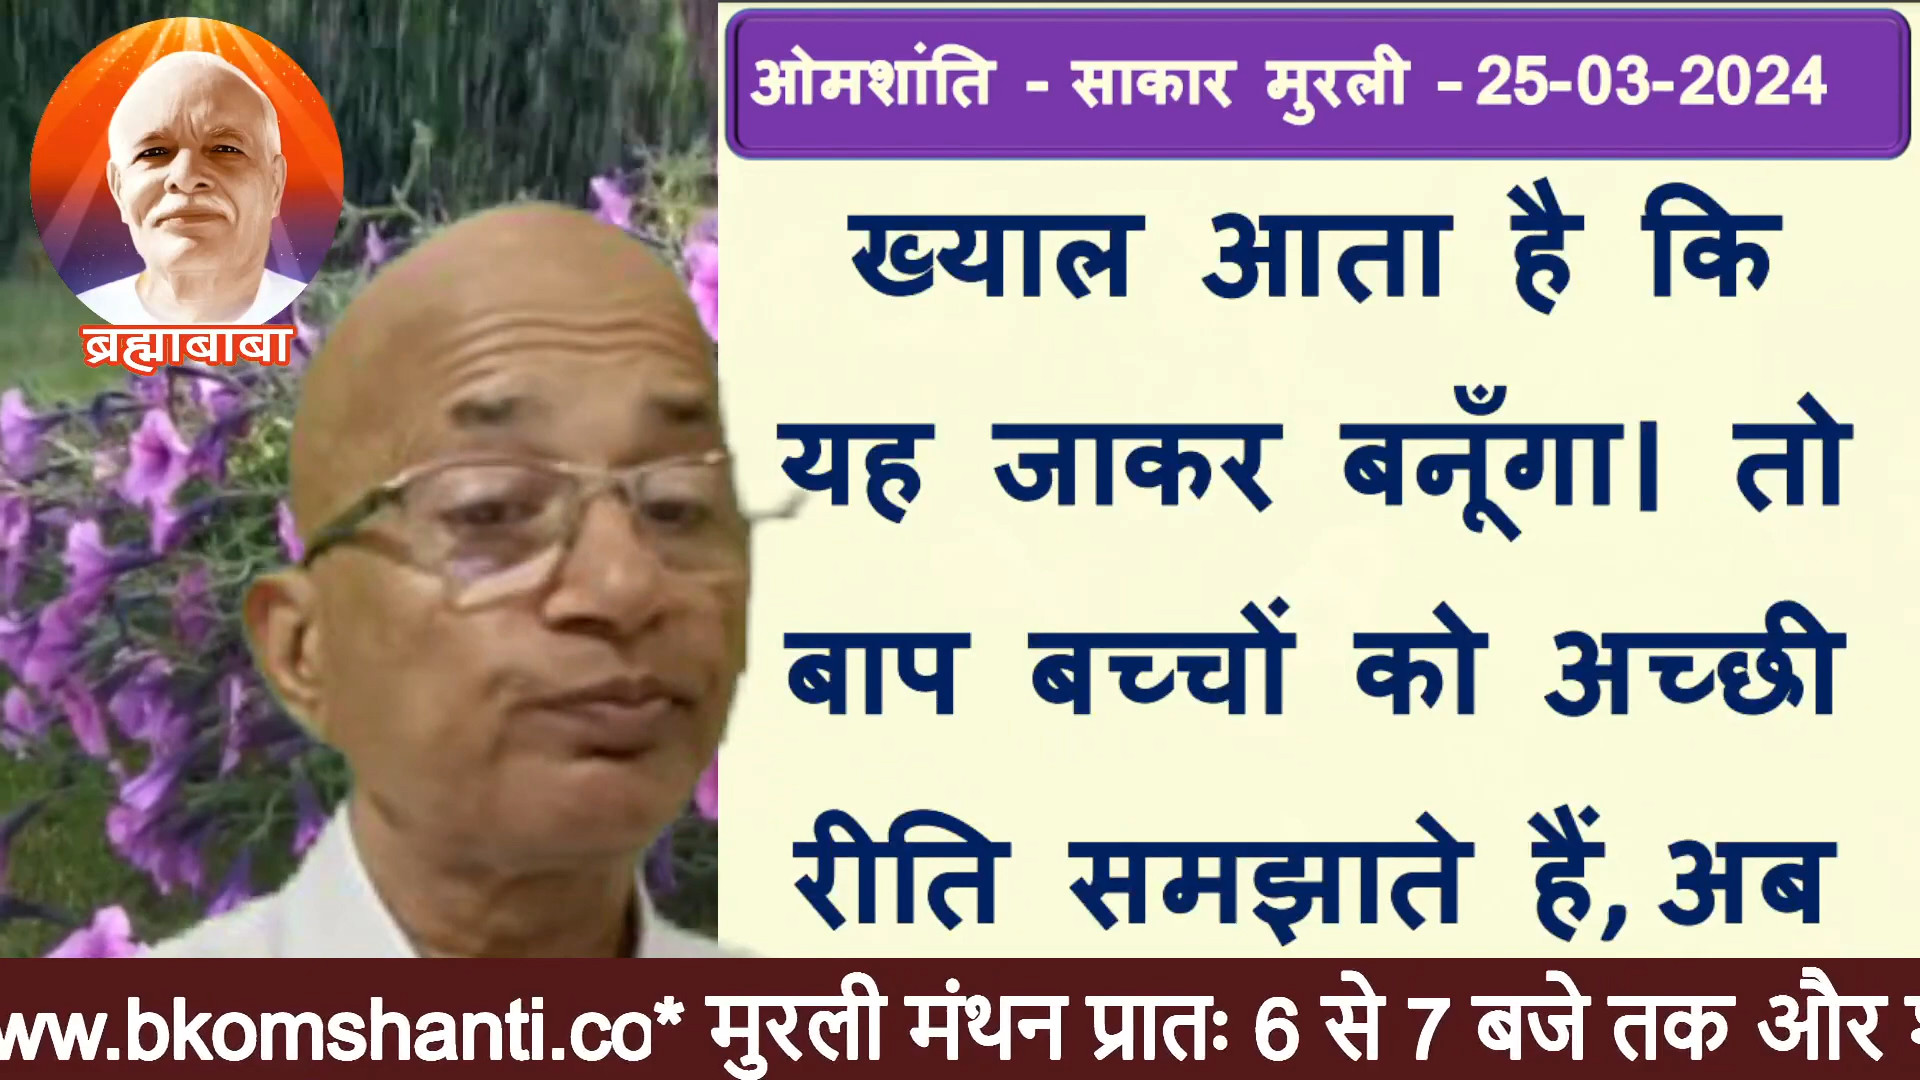 ओमशांति - साकार मुरली - 25-03-2024
ब्रह्माबाबा
ख्याल आता है कि
यह जाकर बनूँगा। तो
बाप बच्चों को अच्छी
रीति समझाते हैं, अब
ww.bkomshanti.co* मुरली मंथन प्रातः 6 से 7 बजे तक और